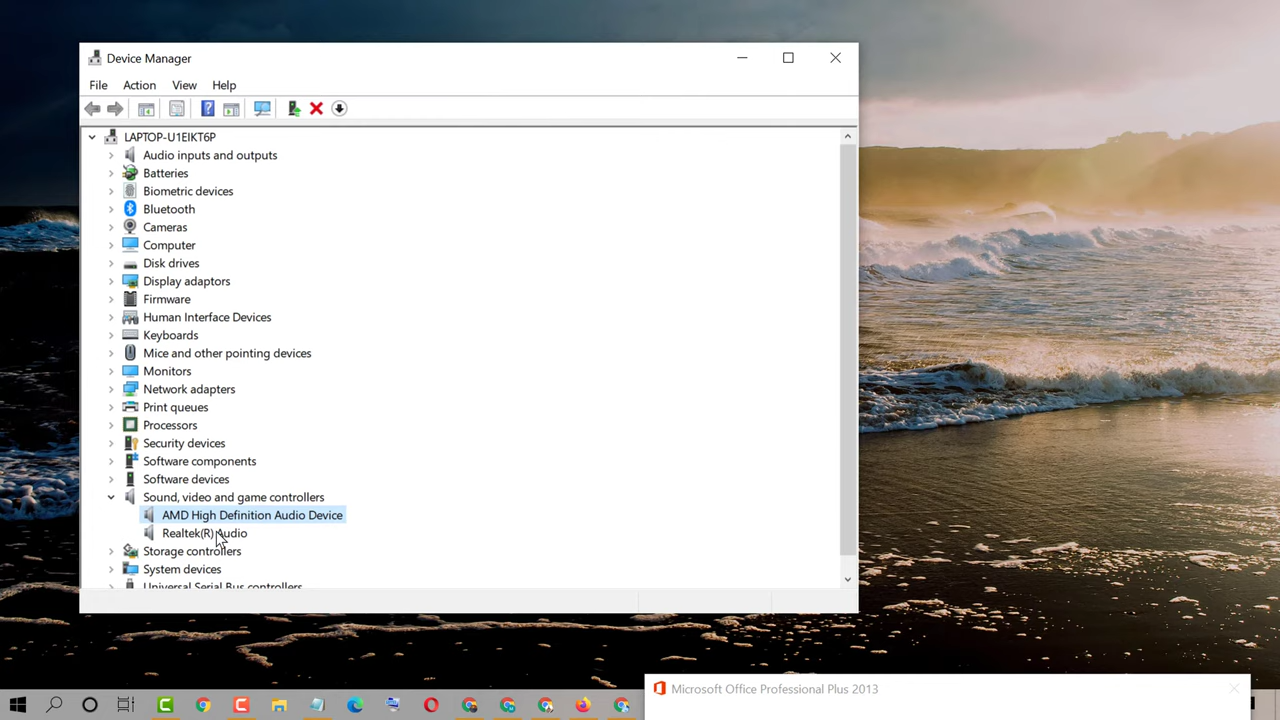 Device Manager
File Action View Help
LAPTOP-U1EIKT6P
Audio inputs and outputs
Batteries
Biometric devices
Bluetooth
Cameras
Computer
Disk drives
Display adaptors
Firmware
Human Interface Devices
Keyboards
Mice and other pointing devices
Monitors
Network adapters
Print queues
Processors
Security devices
Software components
Software devices
Sound, video and game controllers
AMD High Definition Audio Device
Realtek(R) Audio
Storage controllers
System devices
Universal Serial Bus controllers
Microsoft Office Professional Plus 2013